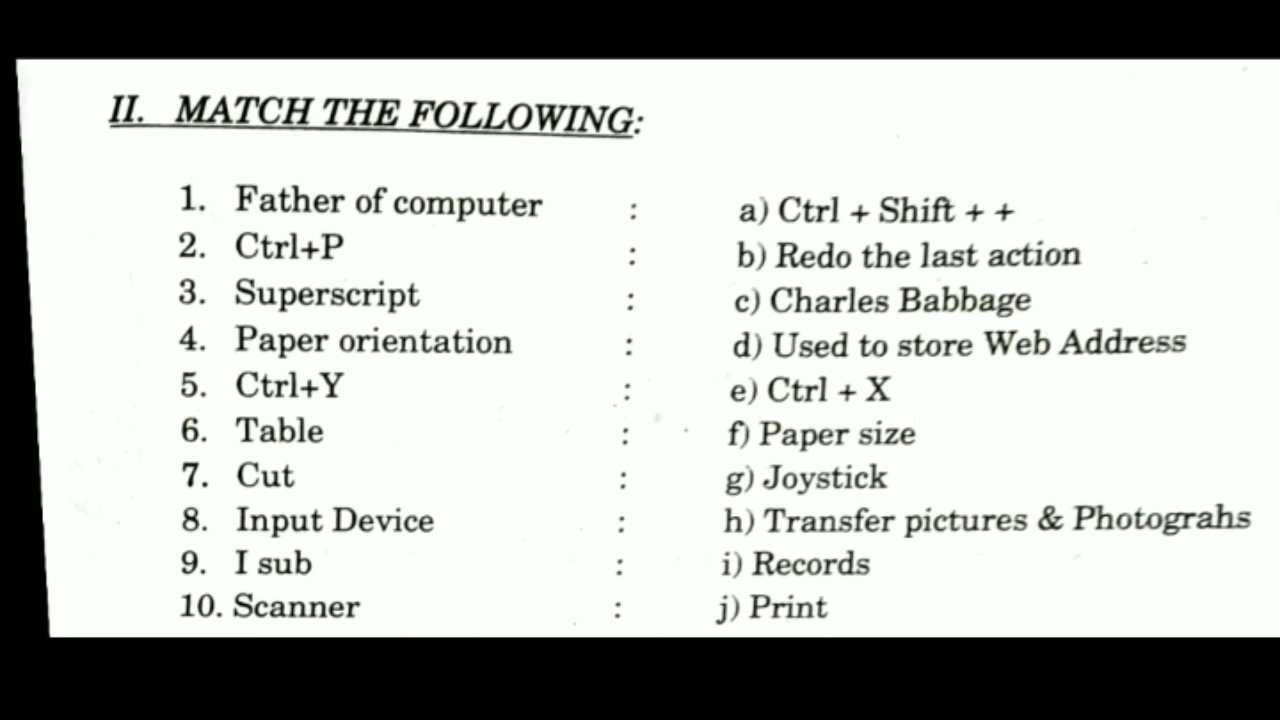 II. MATCH THE FOLLOWING:
1. Father of computer : a) Ctrl + Shift + +
2. Ctrl+P : b) Redo the last action
3. Superscript : c) Charles Babbage
4. Paper orientation : d) Used to store Web Address
5. Ctrl+Y : e) Ctrl + X
6. Table : f) Paper size
7. Cut : g) Joystick
8. Input Device : h) Transfer pictures & Photograhs
9. I sub : i) Records
10. Scanner : j) Print